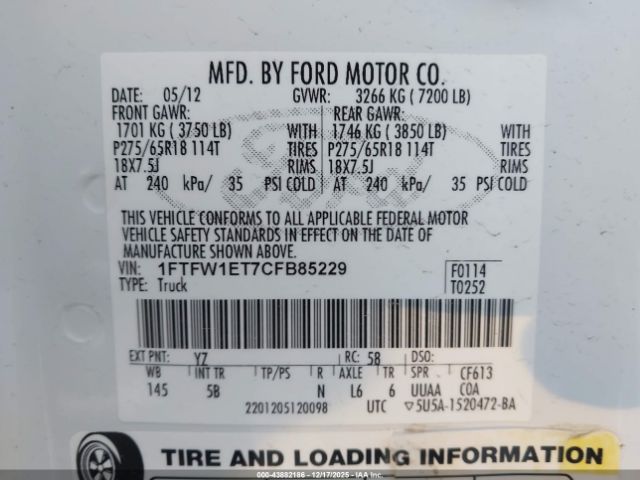 MFD. BY FORD MOTOR CO.
DATE: 05/12 GVWR: 3266 KG ( 7200 LB)
FRONT GAWR: REAR GAWR:
1701 KG ( 3750 LB) WITH 1746 KG ( 3850 LB) WITH
P275/65R18 114T TIRES P275/65R18 114T TIRES
18X7.5J RIMS 18X7.5J RIMS
AT 240 kPa/ 35 PSI COLD AT 240 kPa/ 35 PSI COLD
THIS VEHICLE CONFORMS TO ALL APPLICABLE FEDERAL MOTOR
VEHICLE SAFETY STANDARDS IN EFFECT ON THE DATE OF
MANUFACTURE SHOWN ABOVE.
VIN: 1FTFW1ET7CFB85229 F0114
TYPE: Truck T0252
EXT PNT: YZ RC: 58 DSO:
WB INT TR TP/PS R AXLE TR SPR CF613
145 5B N L6 6 UUAA C0A
2201205120098 UTC ▽5U5A-1520472-BA
TIRE AND LOADING INFORMATION
000-43882186 - 12/17/2025 - IAAI.COM